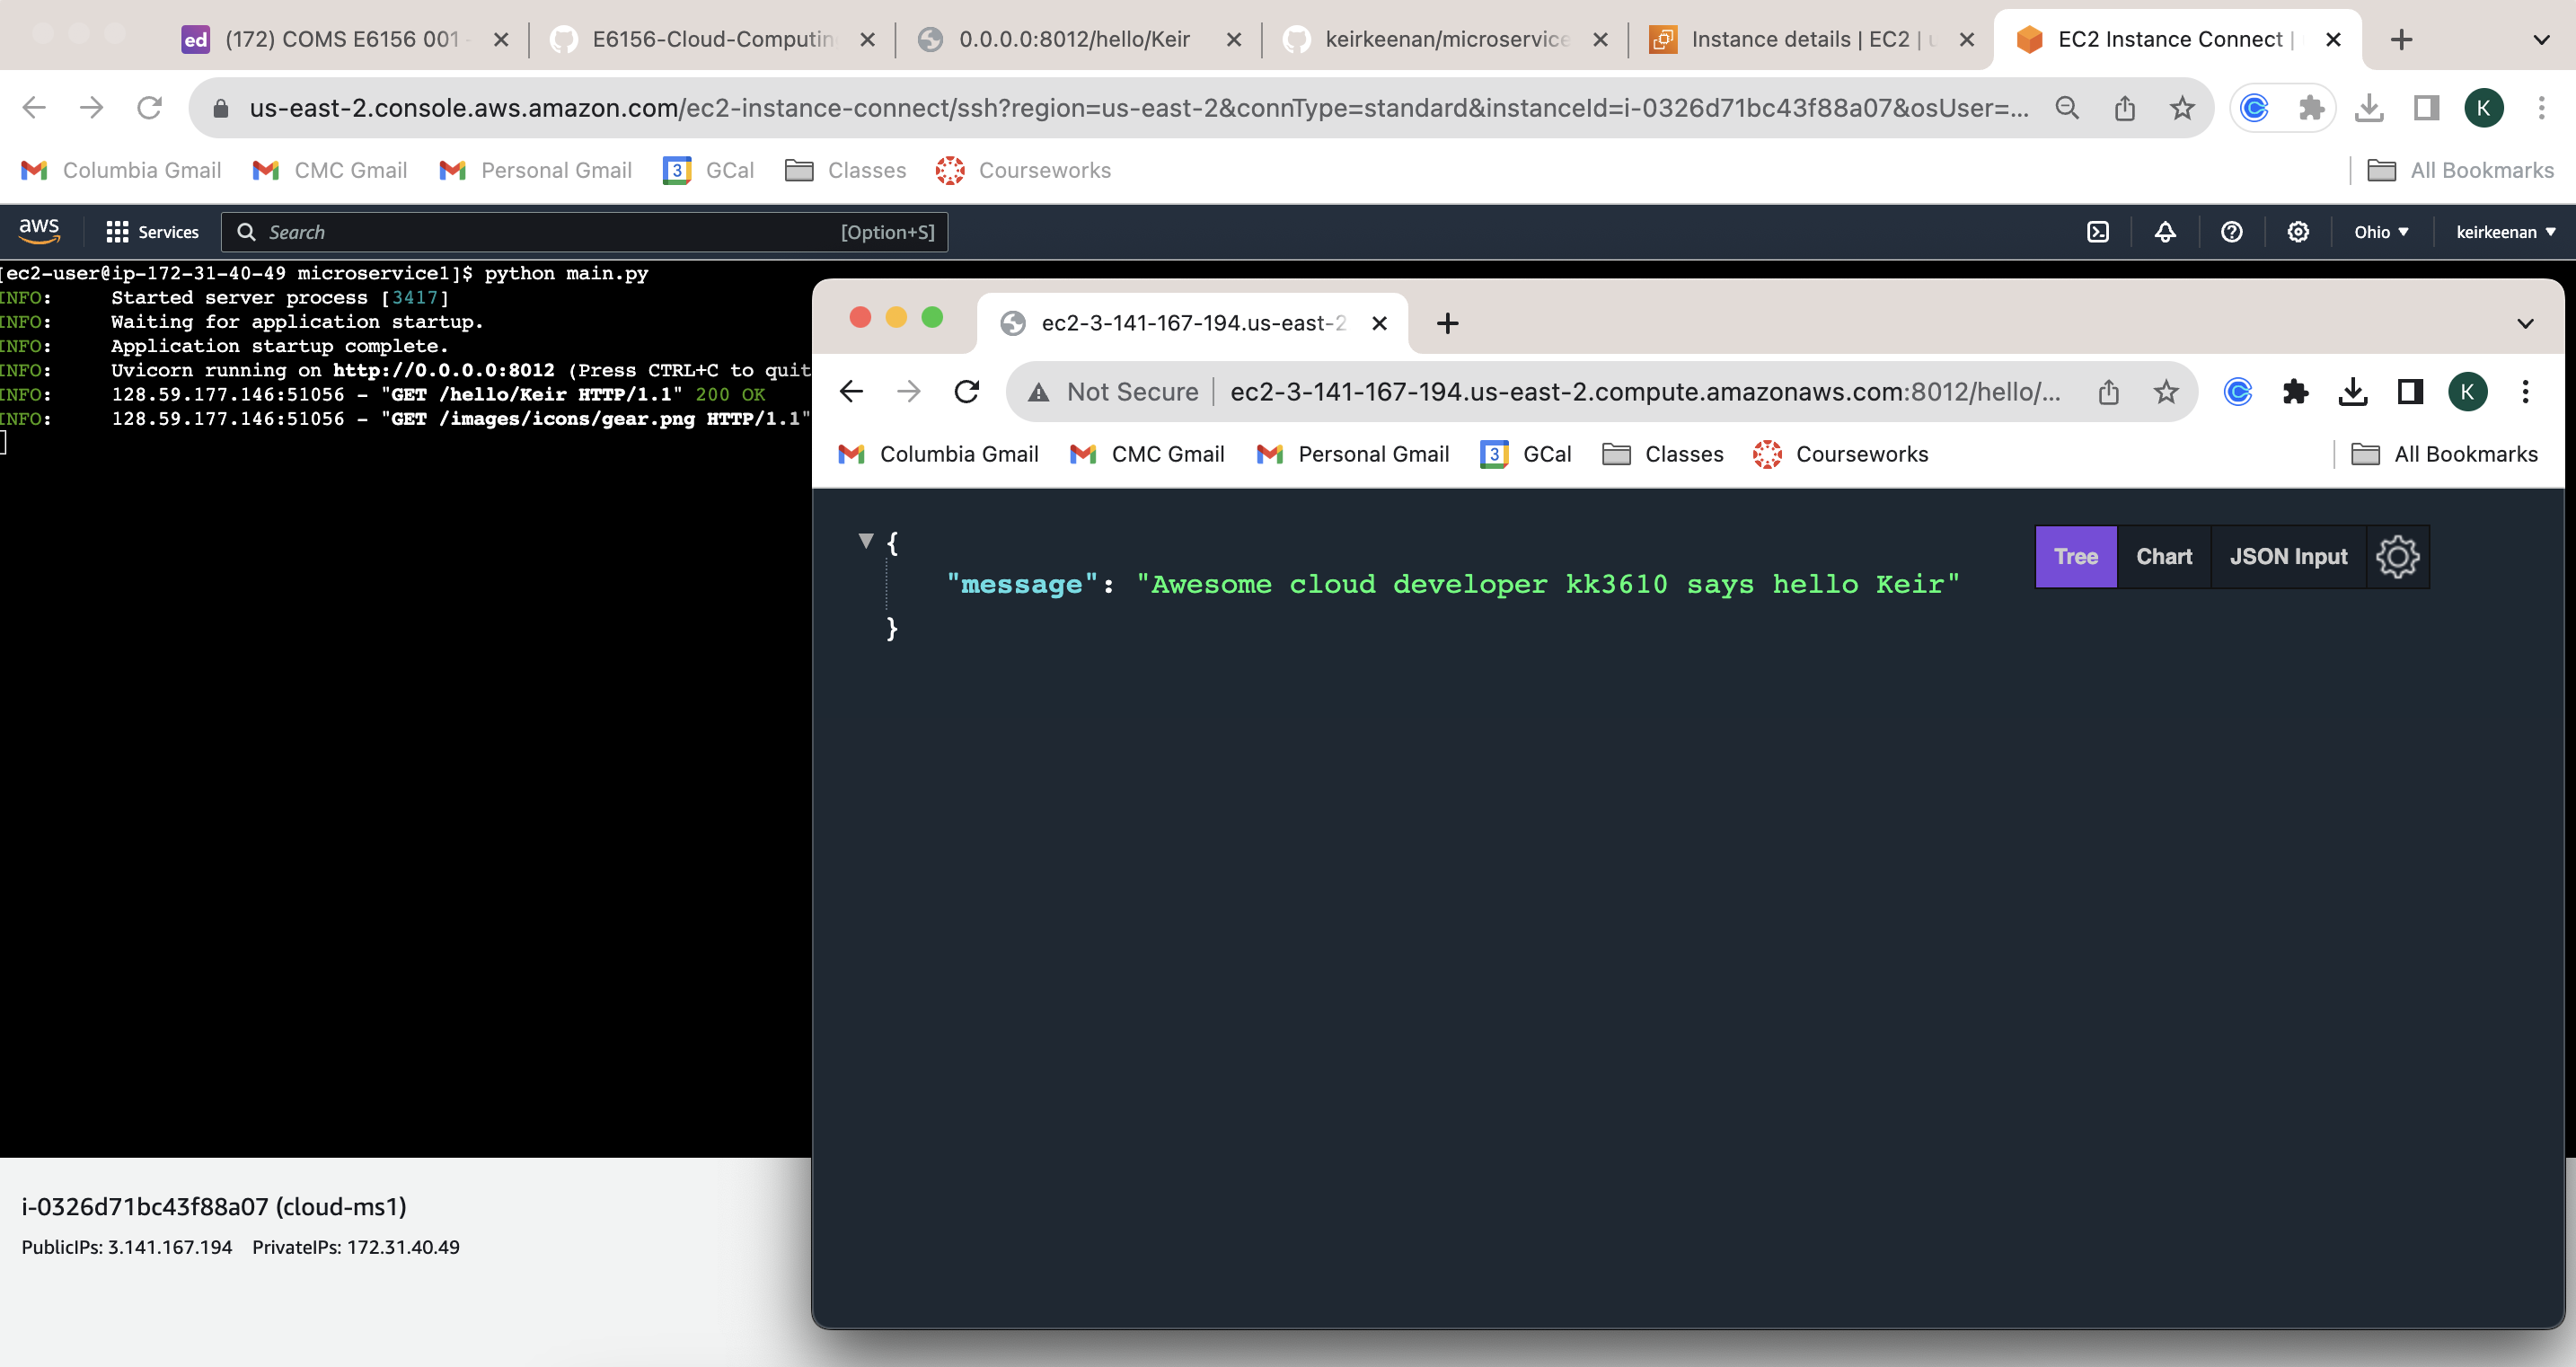 ed (172) COMS E6156 001 -
E6156-Cloud-Computin
0.0.0.0:8012/hello/Keir
keirkeenan/microservice
Instance details | EC2 | u
EC2 Instance Connect |
us-east-2.console.aws.amazon.com/ec2-instance-connect/ssh?region=us-east-2&connType=standard&instanceId=i-0326d71bc43f88a07&osUser=...
K
Columbia Gmail
CMC Gmail
Personal Gmail
3 GCal
Classes
Courseworks
All Bookmarks
aws
Services
Search
[Option+S]
Ohio
keirkeenan
[ec2-user@ip-172-31-40-49 microservice1]$ python main.py
INFO: Started server process [3417]
INFO: Waiting for application startup.
INFO: Application startup complete.
INFO: Uvicorn running on http://0.0.0.0:8012 (Press CTRL+C to quit
INFO: 128.59.177.146:51056 - "GET /hello/Keir HTTP/1.1" 200 OK
INFO: 128.59.177.146:51056 - "GET /images/icons/gear.png HTTP/1.1"
ec2-3-141-167-194.us-east-2
Not Secure
ec2-3-141-167-194.us-east-2.compute.amazonaws.com:8012/hello/...
K
Columbia Gmail
CMC Gmail
Personal Gmail
3 GCal
Classes
Courseworks
All Bookmarks
{
"message": "Awesome cloud developer kk3610 says hello Keir"
}
Tree
Chart
JSON Input
i-0326d71bc43f88a07 (cloud-ms1)
PublicIPs: 3.141.167.194 PrivateIPs: 172.31.40.49